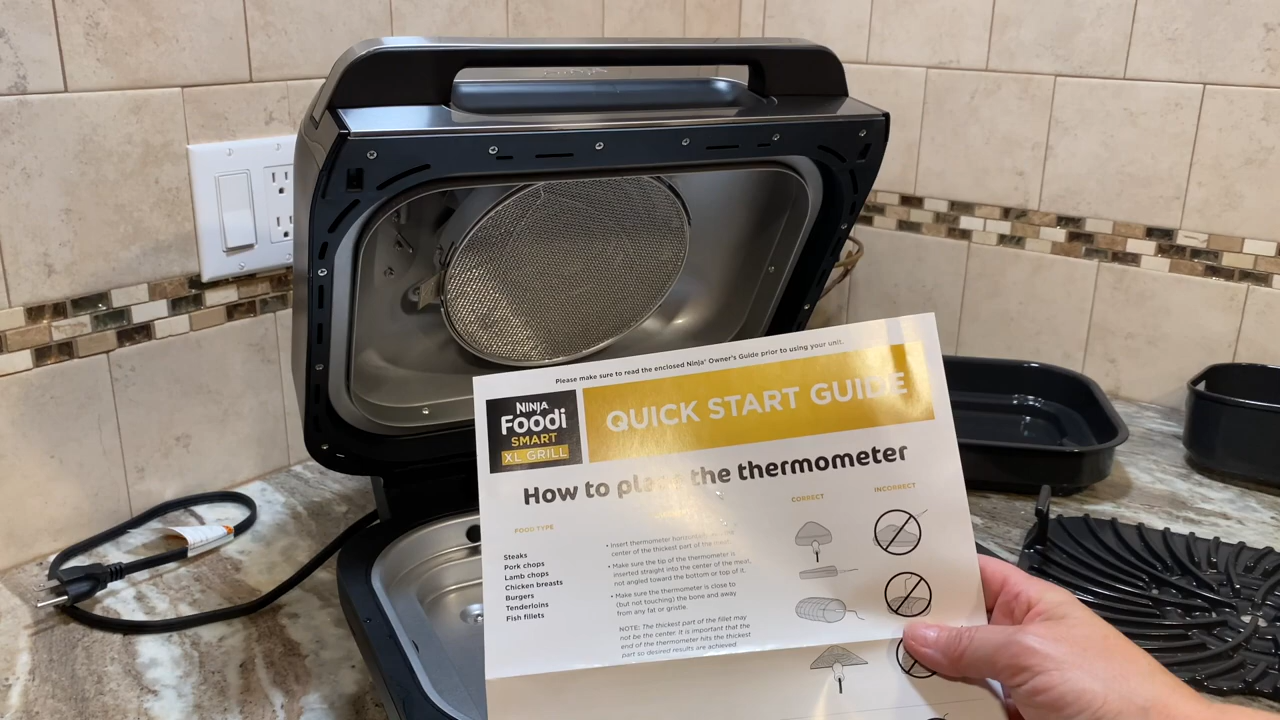 Please make sure to read the enclosed Ninja® Owner's Guide prior to using your unit.
NINJA
Foodi
SMART
XL GRILL
QUICK START GUIDE
How to place the thermometer
CORRECT
INCORRECT
FOOD TYPE
Steaks
Pork chops
Lamb chops
Chicken breasts
Burgers
Tenderloins
Fish fillets
• Insert thermometer horizontally the
center of the thickest part of the meat.
• Make sure the tip of the thermometer is
inserted straight into the center of the meat,
not angled toward the bottom or top of it.
• Make sure the thermometer is close to
(but not touching) the bone and away
from any fat or gristle.
NOTE: The thickest part of the fillet may
not be the center. It is important that the
end of the thermometer hits the thickest
part so desired results are achieved